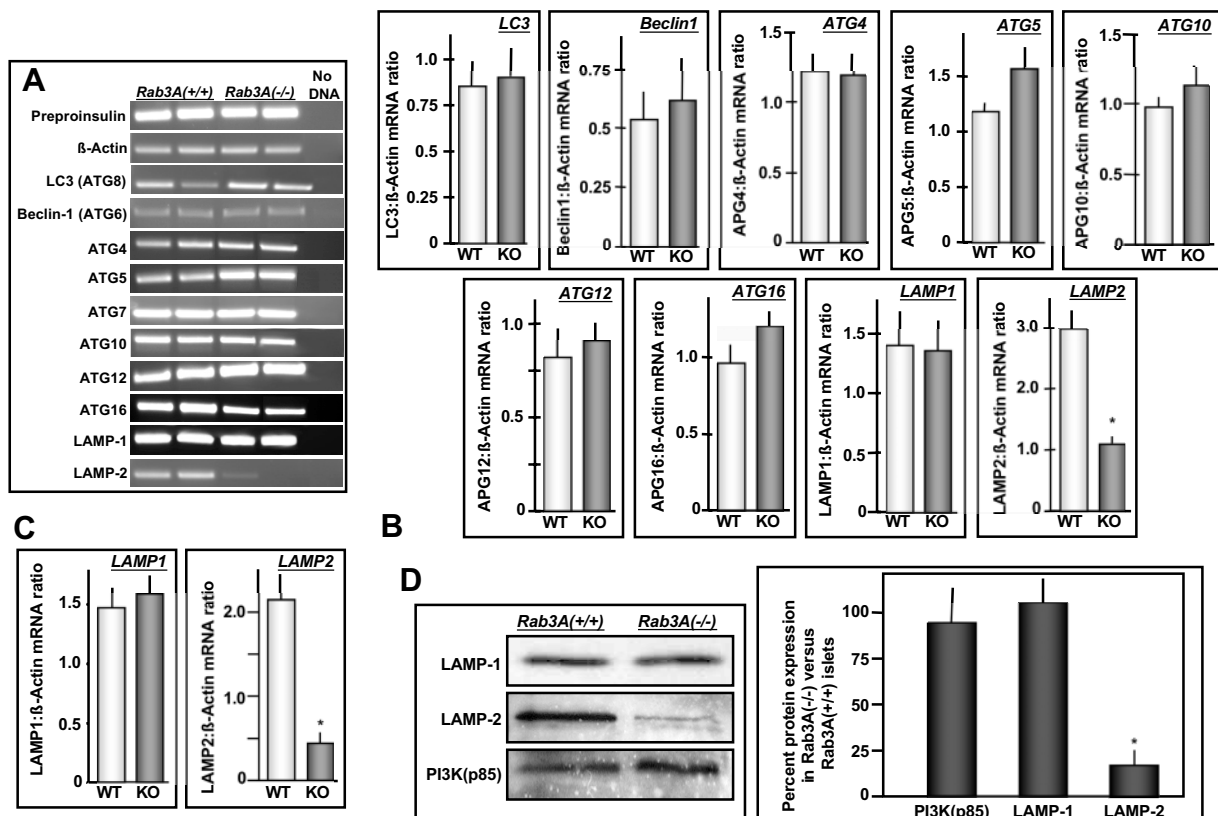 A
Rab3A(+/+) Rab3A(-/-) No DNA
Preproinsulin
ß-Actin
LC3 (ATG8)
Beclin-1 (ATG6)
ATG4
ATG5
ATG7
ATG10
ATG12
ATG16
LAMP-1
LAMP-2
B
LC3
LC3:ß-Actin mRNA ratio
1.0
0.75
0.5
0.25
0
WT KO
Beclin1
Beclin1:ß-Actin mRNA ratio
0.75
0.5
0.25
0
WT KO
ATG4
APG4:ß-Actin mRNA ratio
1.5
1.2
1.0
0.5
0
WT KO
ATG5
APG5:ß-Actin mRNA ratio
1.5
1.0
0.5
0
WT KO
ATG10
APG10:ß-Actin mRNA ratio
1.5
1.0
0.5
0
WT KO
ATG12
APG12:ß-Actin mRNA ratio
1.0
0.5
0
WT KO
ATG16
APG16:ß-Actin mRNA ratio
1.0
0.5
0
WT KO
LAMP1
LAMP1:ß-Actin mRNA ratio
1.5
1.0
0.5
0
WT KO
LAMP2
LAMP2:ß-Actin mRNA ratio
3.0
2.0
1.0
0
*
WT KO
C
LAMP1
LAMP1:ß-Actin mRNA ratio
1.5
1.0
0.5
0
WT KO
LAMP2
LAMP2:ß-Actin mRNA ratio
2.0
2.0
0
*
WT KO
D
Rab3A(+/+) Rab3A(-/-)
LAMP-1
LAMP-2
PI3K(p85)
Percent protein expression
in Rab3A(-/-) versus
Rab3A(+/+) islets
100
75
50
25
0
*
PI3K(p85) LAMP-1 LAMP-2